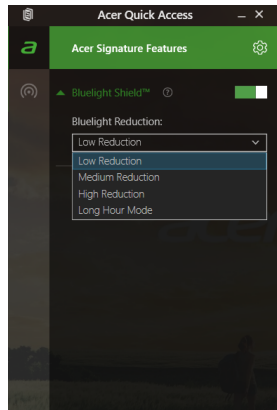 Acer Quick Access
a
Acer Signature Features
Bluelight Shield™ ?
Bluelight Reduction:
Low Reduction
Low Reduction
Medium Reduction
High Reduction
Long Hour Mode
acer